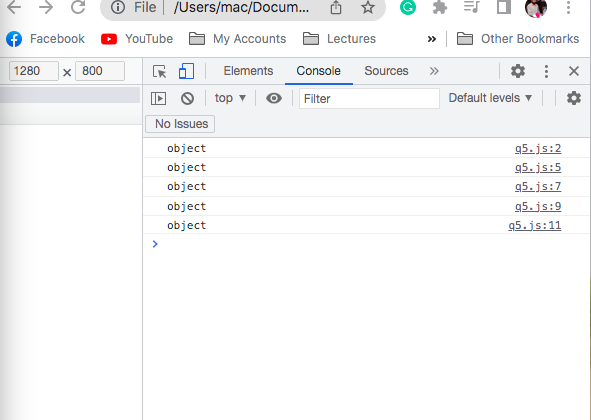 File /Users/mac/Docum...
Facebook YouTube My Accounts Lectures » Other Bookmarks
1280 × 800 Elements Console Sources »
top ▼ Filter Default levels ▼
No Issues
object q5.js:2
object q5.js:5
object q5.js:7
object q5.js:9
object q5.js:11